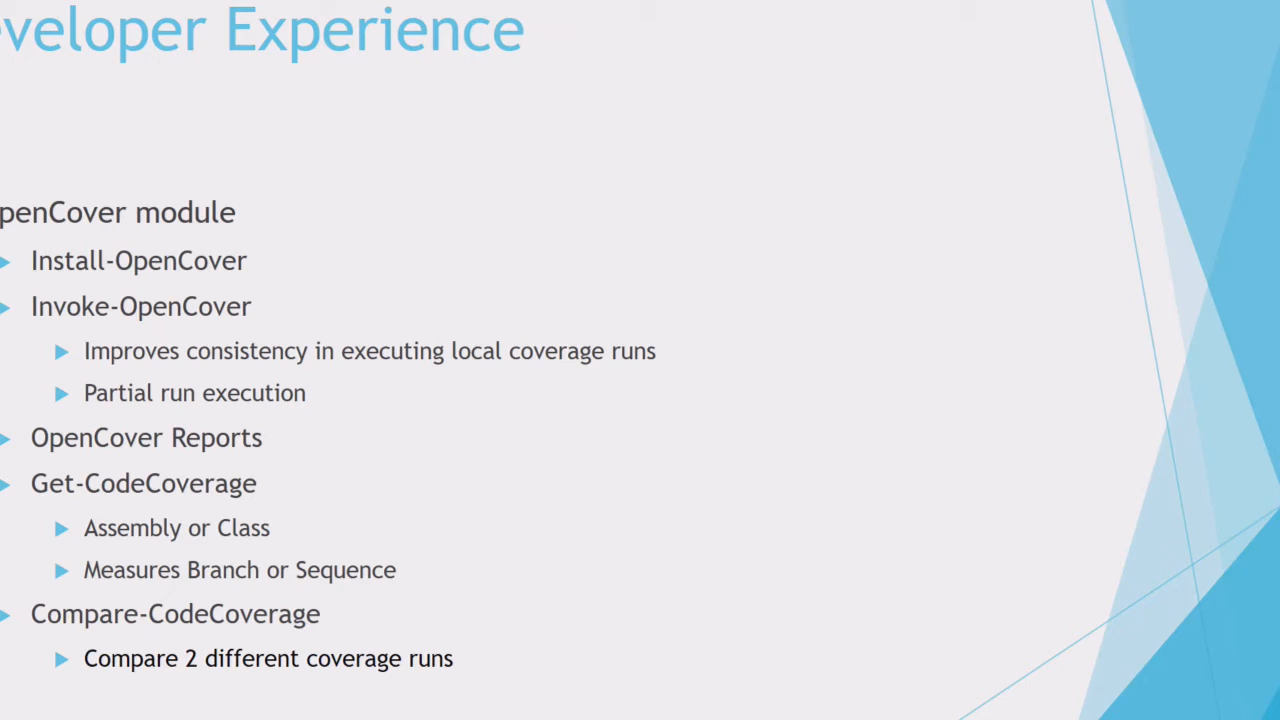 veloper Experience
penCover module
Install-OpenCover
Invoke-OpenCover
Improves consistency in executing local coverage runs
Partial run execution
OpenCover Reports
Get-CodeCoverage
Assembly or Class
Measures Branch or Sequence
Compare-CodeCoverage
Compare 2 different coverage runs